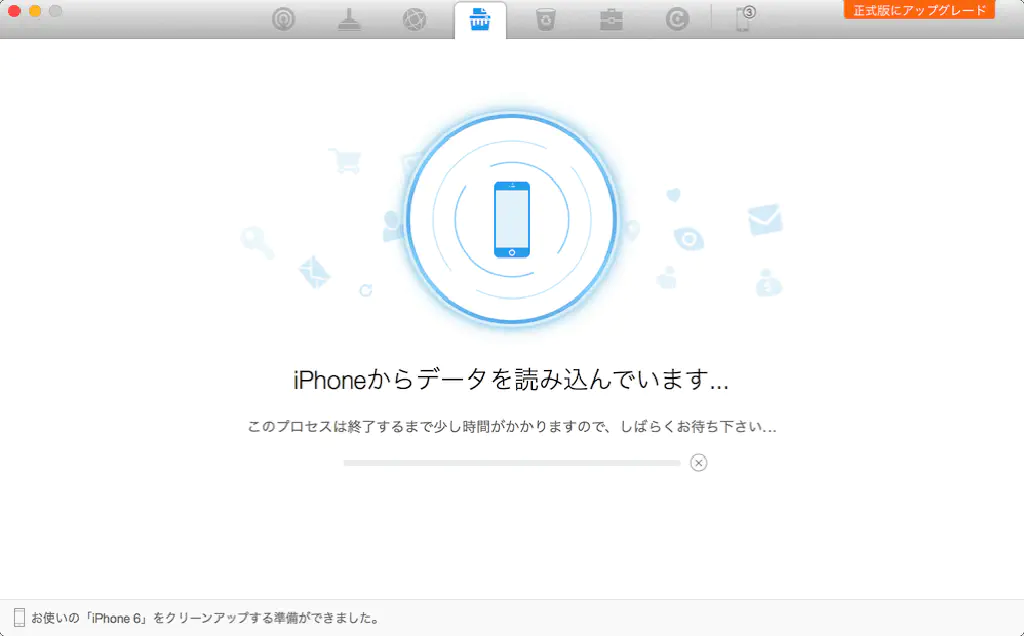 ③
正式版にアップグレード
iPhoneからデータを読み込んでいます...
このプロセスは終了するまで少し時間がかかりますので、しばらくお待ち下さい...
お使いの「iPhone 6」をクリーンアップする準備ができました。